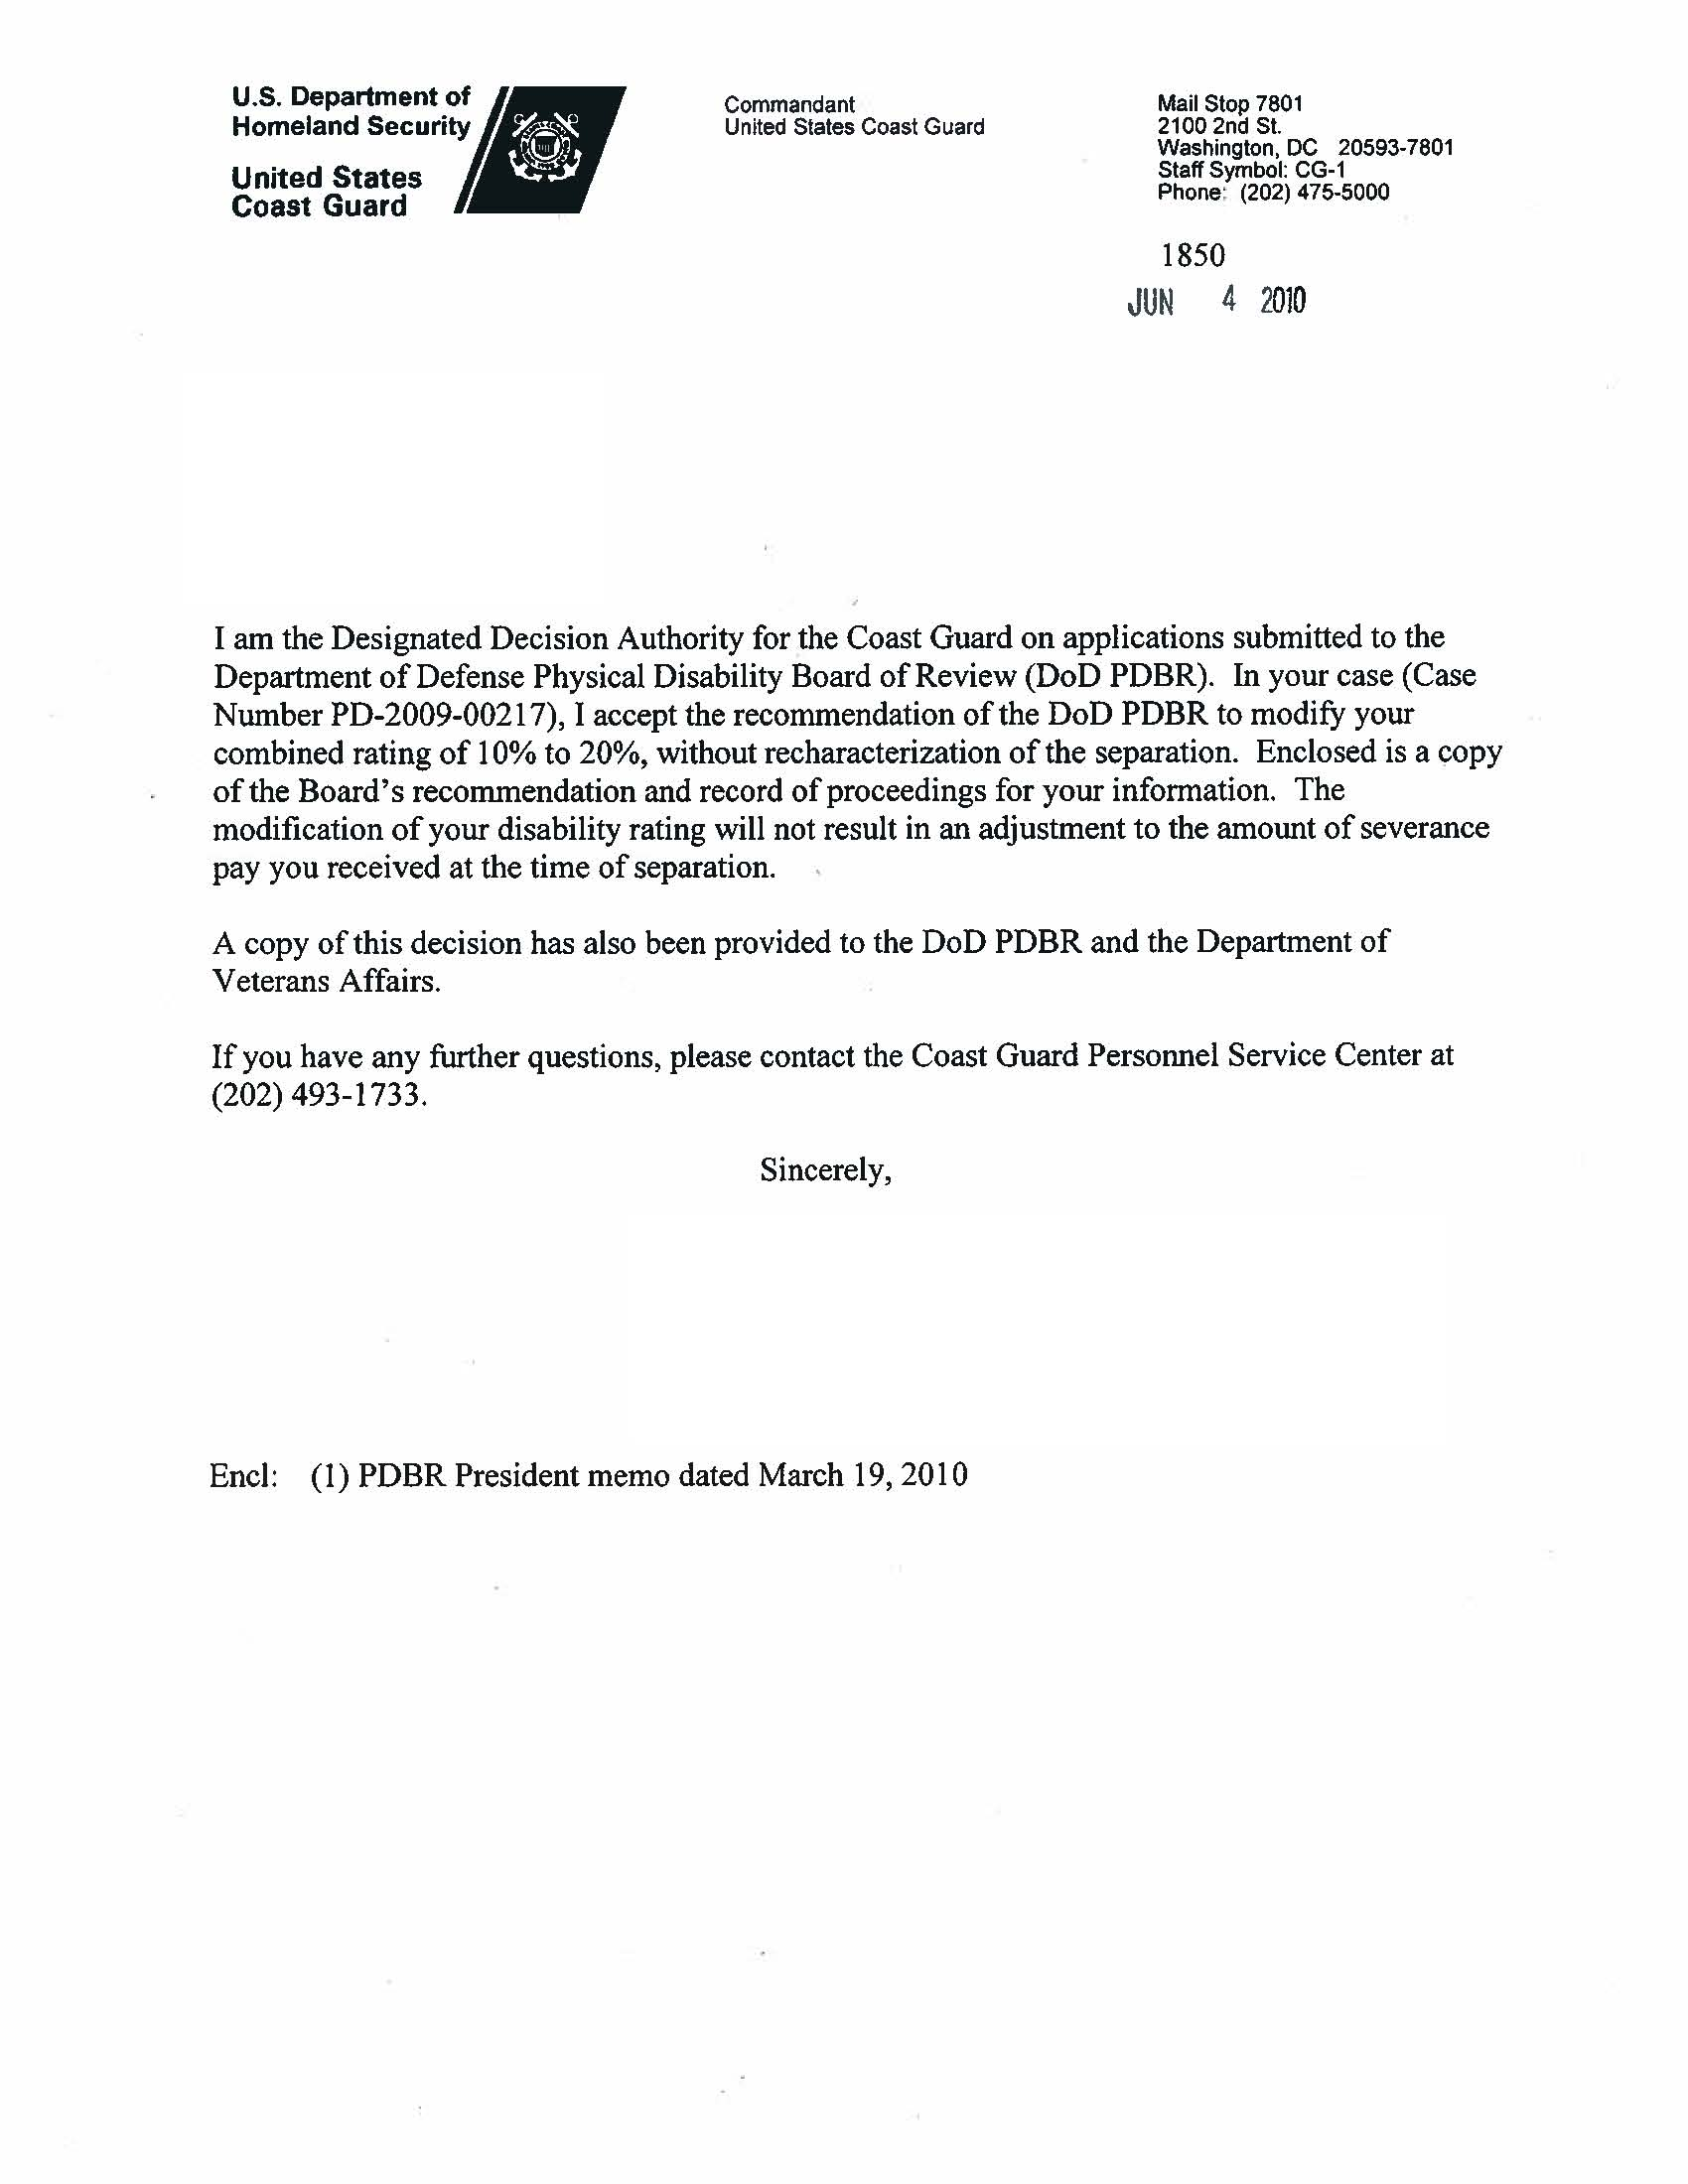 U.S. Department of
Homeland Security
United States
Coast Guard
Commandant
United States Coast Guard
Mail Stop 7801
2100 2nd St.
Washington, DC 20593-7801
Staff Symbol: CG-1
Phone: (202) 475-5000
1850
JUN 4 2010
I am the Designated Decision Authority for the Coast Guard on applications submitted to the
Department of Defense Physical Disability Board of Review (DoD PDBR). In your case (Case
Number PD-2009-00217), I accept the recommendation of the DoD PDBR to modify your
combined rating of 10% to 20%, without recharacterization of the separation. Enclosed is a copy
of the Board's recommendation and record of proceedings for your information. The
modification of your disability rating will not result in an adjustment to the amount of severance
pay you received at the time of separation.
A copy of this decision has also been provided to the DoD PDBR and the Department of
Veterans Affairs.
If you have any further questions, please contact the Coast Guard Personnel Service Center at
(202) 493-1733.
Sincerely,
Encl: (1) PDBR President memo dated March 19, 2010